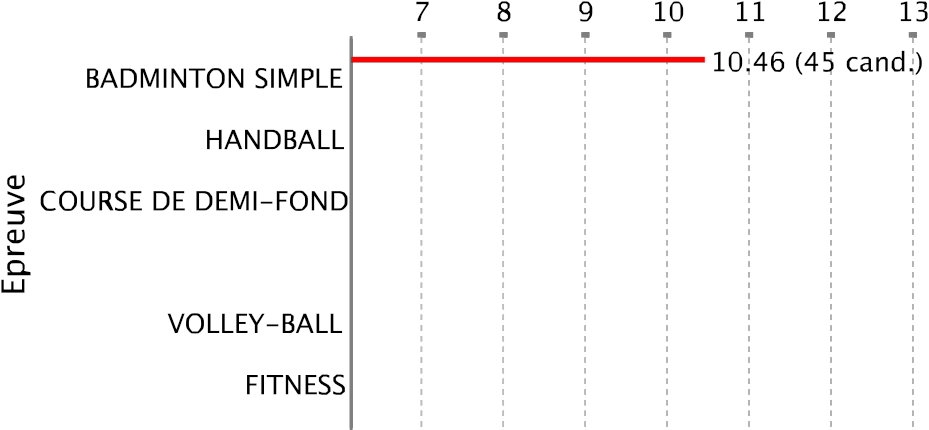 7 8 9 10 11 12 13
10.46 (45 cand.)
BADMINTON SIMPLE
HANDBALL
COURSE DE DEMI-FOND
Epreuve
VOLLEY-BALL
FITNESS